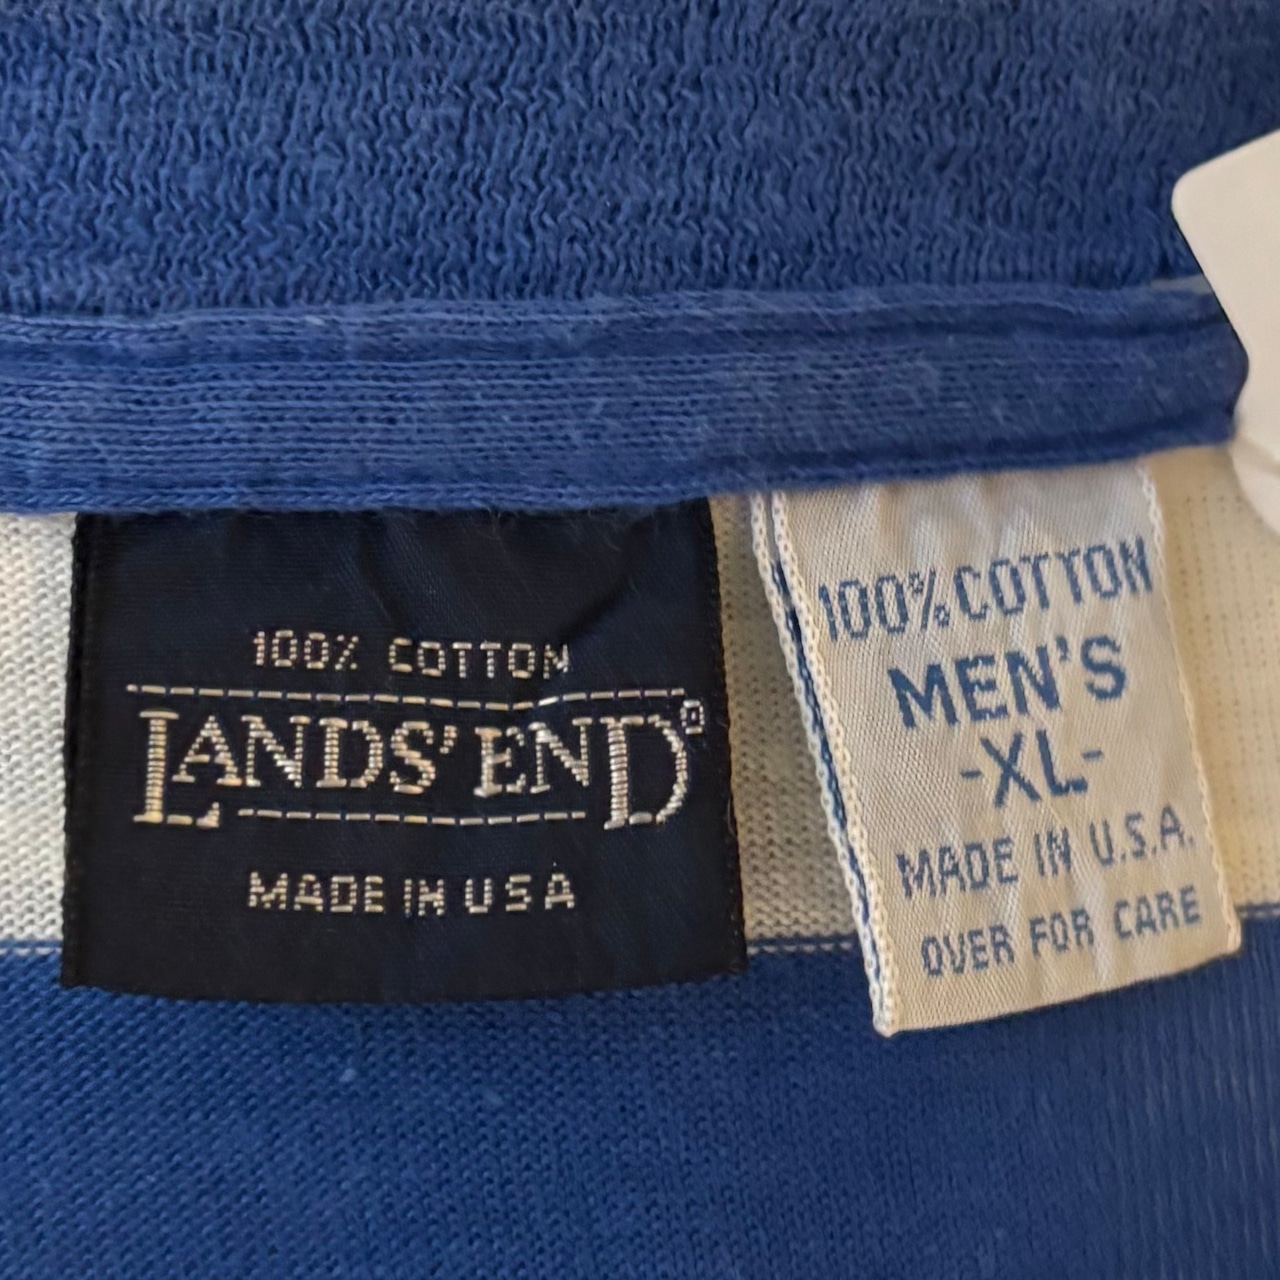 100% COTTON
LANDS' END®
MADE IN USA
100% COTTON
MEN'S
-XL-
MADE IN U.S.A.
OVER FOR CARE